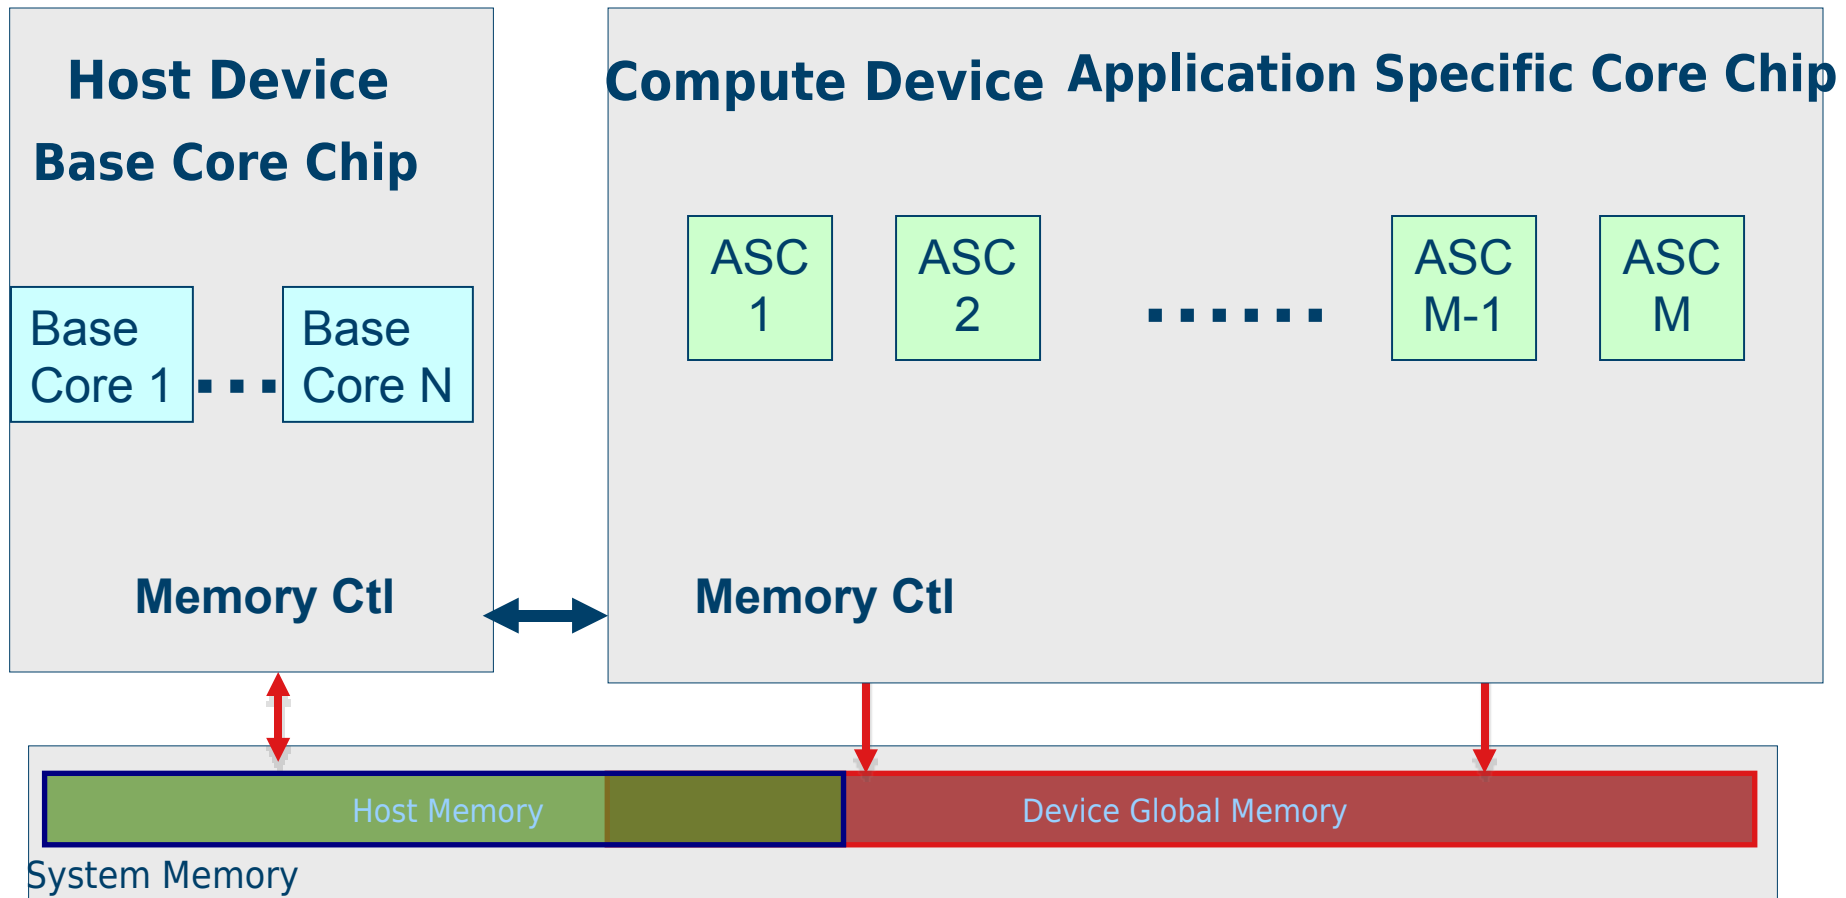 Host Device
Base Core Chip
Base
Core 1
Base
Core N
Memory Ctl
Compute Device
Application Specific Core Chip
ASC
1
ASC
2
ASC
M-1
ASC
M
Memory Ctl
Host Memory
Device Global Memory
System Memory